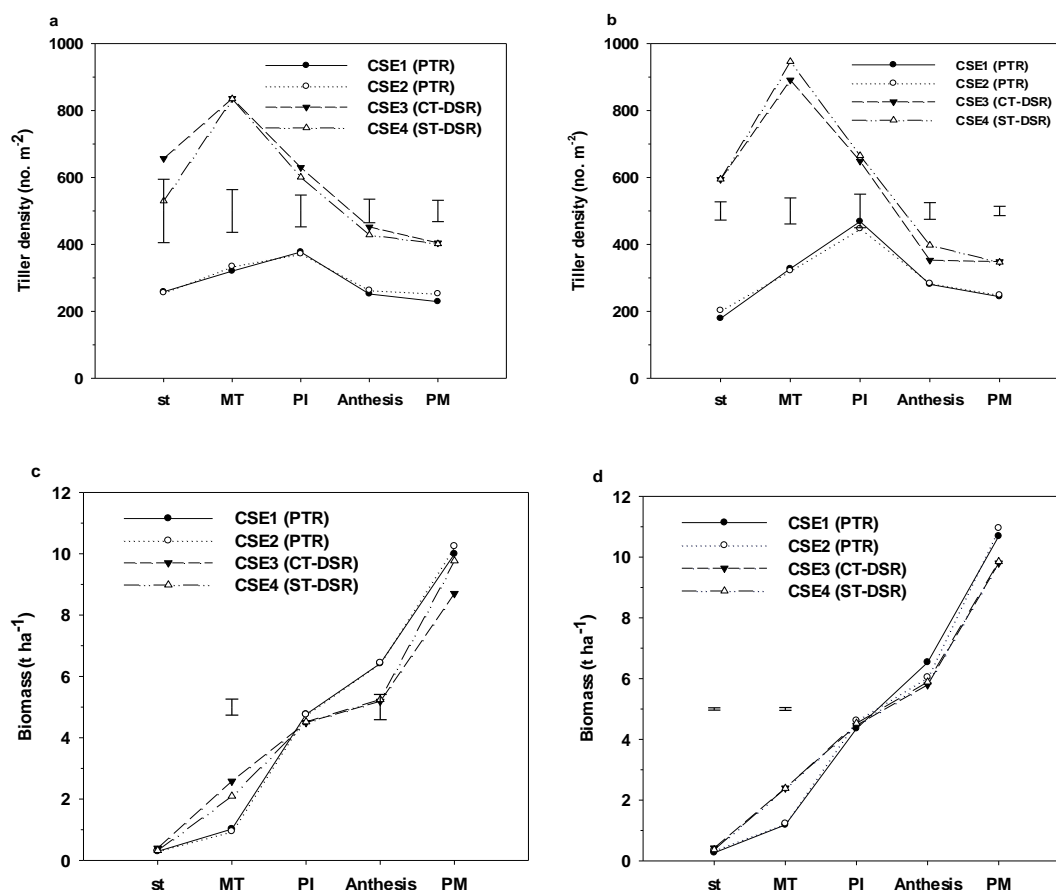 a
1000
800
600
400
200
0
Tiller density (no. m⁻²)
CSE1 (PTR)
CSE2 (PTR)
CSE3 (CT-DSR)
CSE4 (ST-DSR)
st MT PI Anthesis PM
b
1000
800
600
400
200
0
Tiller density (no. m⁻²)
CSE1 (PTR)
CSE2 (PTR)
CSE3 (CT-DSR)
CSE4 (ST-DSR)
st MT PI Anthesis PM
c
12
10
8
6
4
2
0
Biomass (t ha⁻¹)
CSE1 (PTR)
CSE2 (PTR)
CSE3 (CT-DSR)
CSE4 (ST-DSR)
st MT PI Anthesis PM
d
12
10
8
6
4
2
0
Biomass (t ha⁻¹)
CSE1 (PTR)
CSE2 (PTR)
CSE3 (CT-DSR)
CSE4 (ST-DSR)
st MT PI Anthesis PM